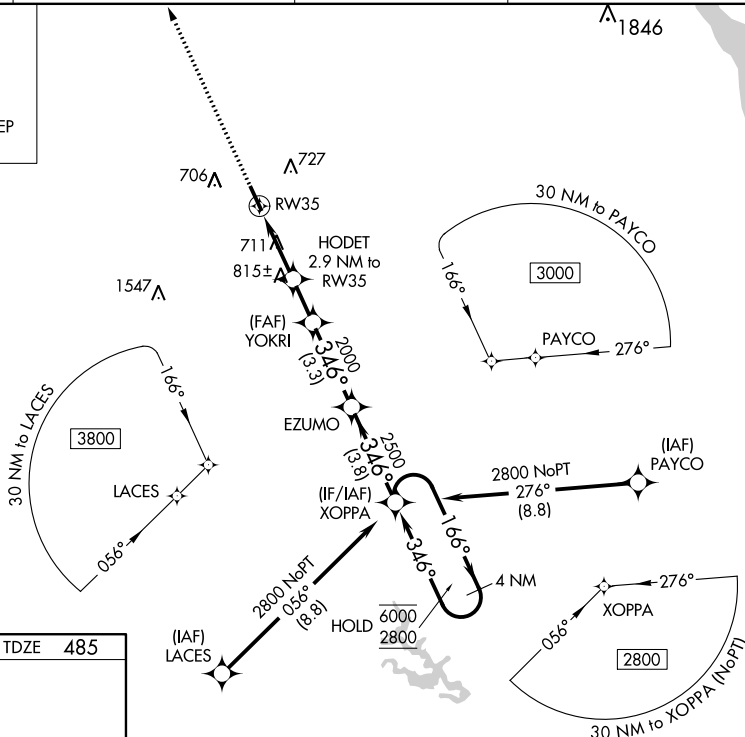 1846
EP
706
727
RW35
30 NM to PAYCO
711
HODET
2.9 NM to
RW35
815±
166°
3000
1547
(FAF)
YOKRI
PAYCO
276°
2000
346°
(3.3)
30 NM to LACES
166°
3800
EZUMO
LACES
056°
2500
346°
(3.8)
(IF/IAF)
XOPPA
2800 NoPT
276°
(8.8)
(IAF)
PAYCO
166°
346°
4 NM
HOLD
6000
2800
2800 NoPT
056°
(8.8)
(IAF)
LACES
276°
XOPPA
056°
2800
30 NM to XOPPA (NoPT)
TDZE 485